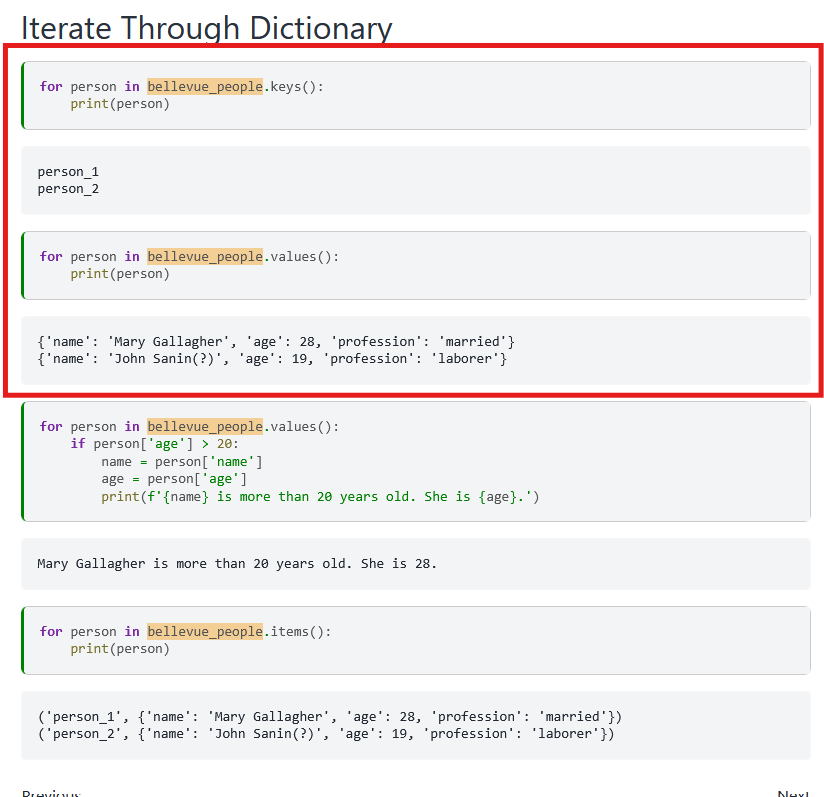 Iterate Through Dictionary
for person in bellevue_people.keys():
    print(person)
person_1
person_2
for person in bellevue_people.values():
    print(person)
{'name': 'Mary Gallagher', 'age': 28, 'profession': 'married'}
{'name': 'John Sanin(?)', 'age': 19, 'profession': 'laborer'}
for person in bellevue_people.values():
    if person['age'] > 20:
        name = person['name']
        age = person['age']
        print(f'{name} is more than 20 years old. She is {age}.')
Mary Gallagher is more than 20 years old. She is 28.
for person in bellevue_people.items():
    print(person)
('person_1', {'name': 'Mary Gallagher', 'age': 28, 'profession': 'married'})
('person_2', {'name': 'John Sanin(?)', 'age': 19, 'profession': 'laborer'})
Previous
Next